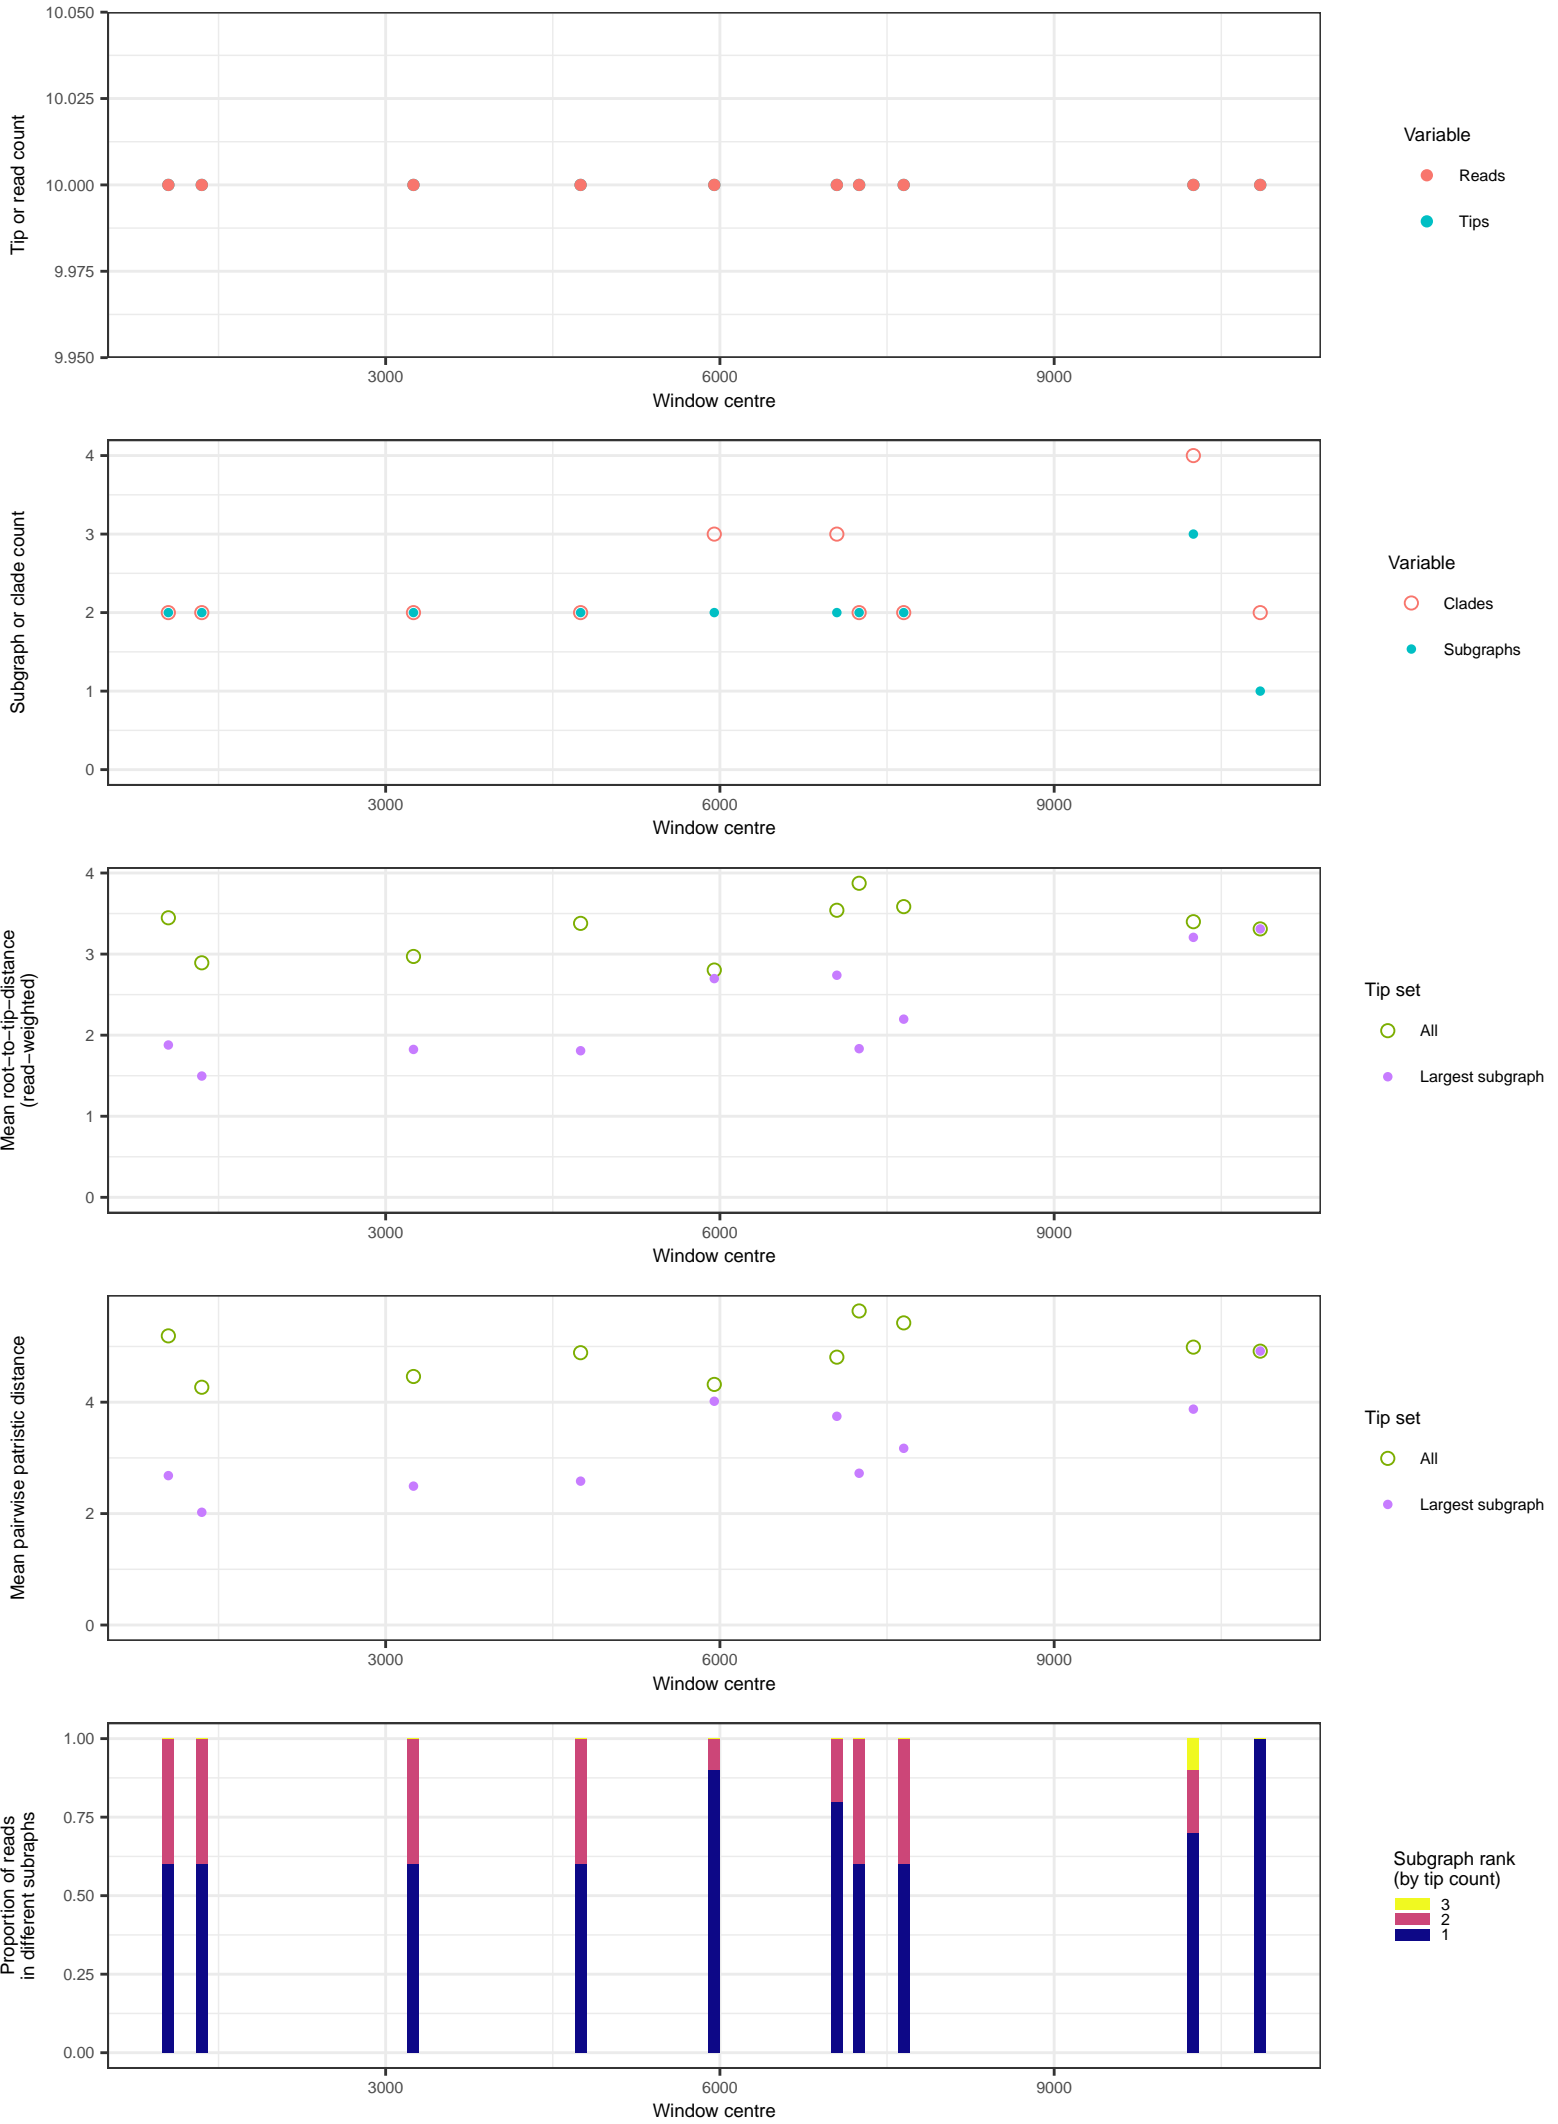 10.050
10.025
10.000
9.975
9.950
Tip or read count
3000
6000
9000
Window centre
Variable
Reads
Tips
4
3
2
1
0
Subgraph or clade count
3000
6000
9000
Window centre
Variable
Clades
Subgraphs
4
3
2
1
0
Mean root−to−tip−distance
(read−weighted)
3000
6000
9000
Window centre
Tip set
All
Largest subgraph
4
2
0
Mean pairwise patristic distance
3000
6000
9000
Window centre
Tip set
All
Largest subgraph
1.00
0.75
0.50
0.25
0.00
Proportion of reads
in different subraphs
3000
6000
9000
Window centre
Subgraph rank
(by tip count)
3
2
1